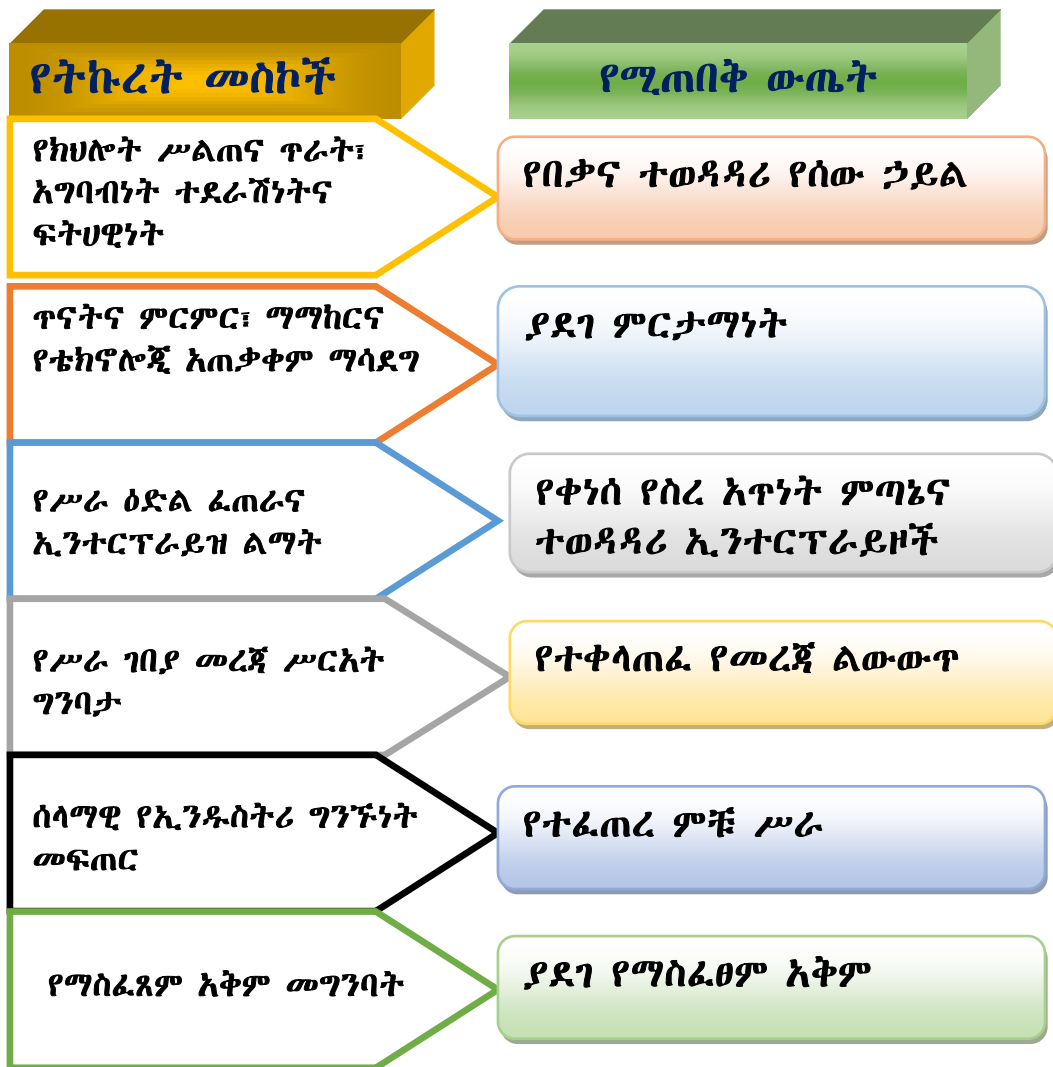 የትኩረት መስኮች
የሚጠበቅ ውጤት
የክህሎት ሥልጠና ጥራት፣
አግባብነት ተደራሽነትና
ፍትሀዊነት
የበቃና ተወዳዳሪ የሰው ኃይል
ጥናትና ምርምር፣ ማማከርና
የቴክኖሎጂ አጠቃቀም ማሳደግ
ያደገ ምርታማነት
የሥራ ዕድል ፈጠራና
ኢንተርፕራይዝ ልማት
የቀነሰ የስረ አጥነት ምጣኔና
ተወዳዳሪ ኢንተርፕራይዞች
የሥራ ገበያ መረጃ ሥርአት
ግንባታ
የተቀላጠፈ የመረጃ ልውውጥ
ሰላማዊ የኢንዱስትሪ ግንኙነት
መፍጠር
የተፈጠረ ምቹ ሥራ
የማስፈጸም አቅም መግንባት
ያደገ የማስፈፀም አቅም